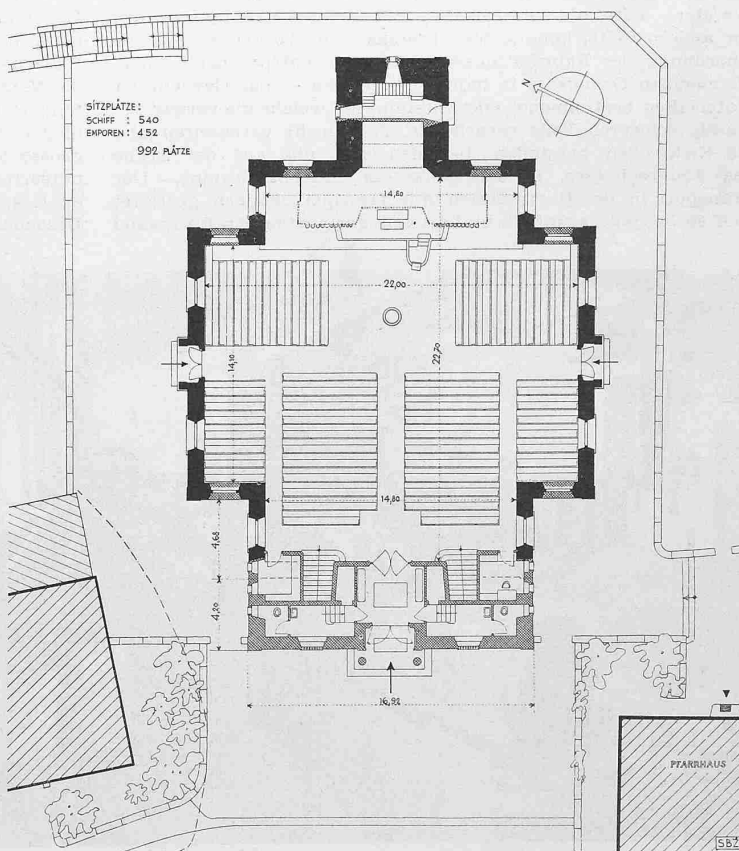 SITZPLÄTZE:
SCHIFF : 540
EMPOREN : 452
992 PLÄTZE
N
14,80
22,00
14,10
22,70
14,80
4,68
4,20
16,92
PFARRHAUS
SBZ